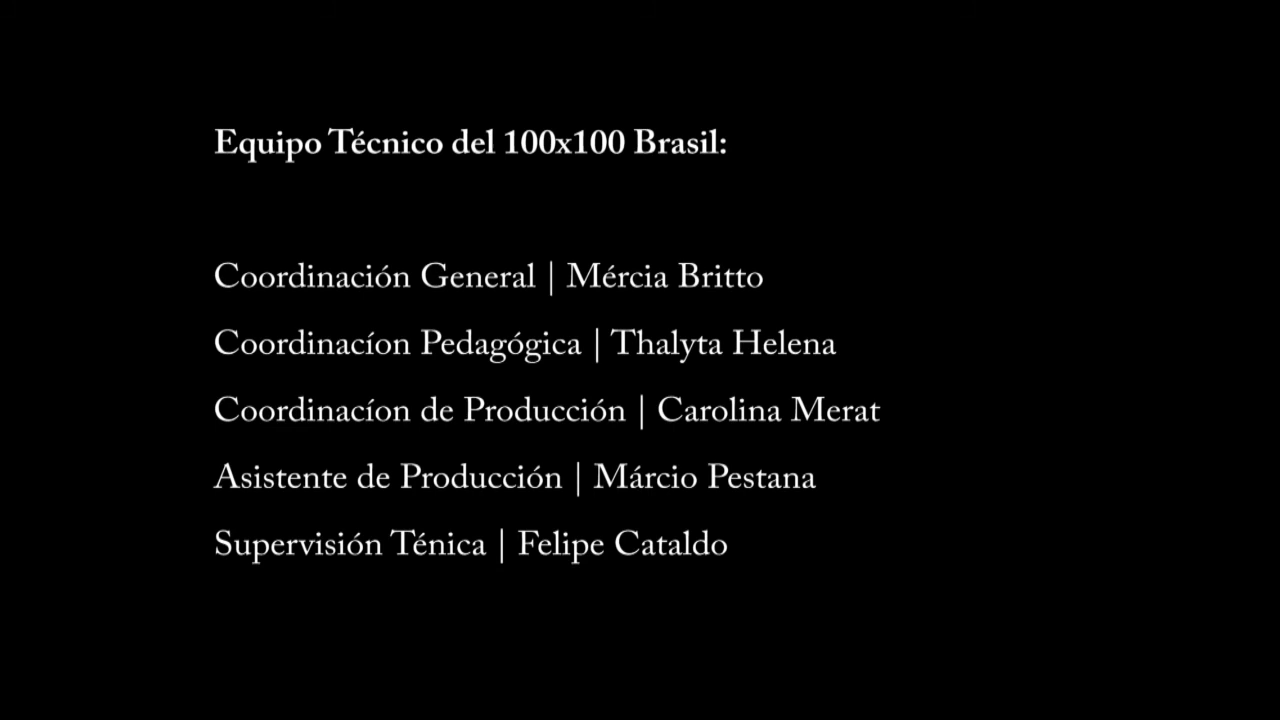 Equipo Técnico del 100x100 Brasil:
Coordinación General | Mércia Britto
Coordinacíon Pedagógica | Thalyta Helena
Coordinacíon de Producción | Carolina Merat
Asistente de Producción | Márcio Pestana
Supervisión Ténica | Felipe Cataldo